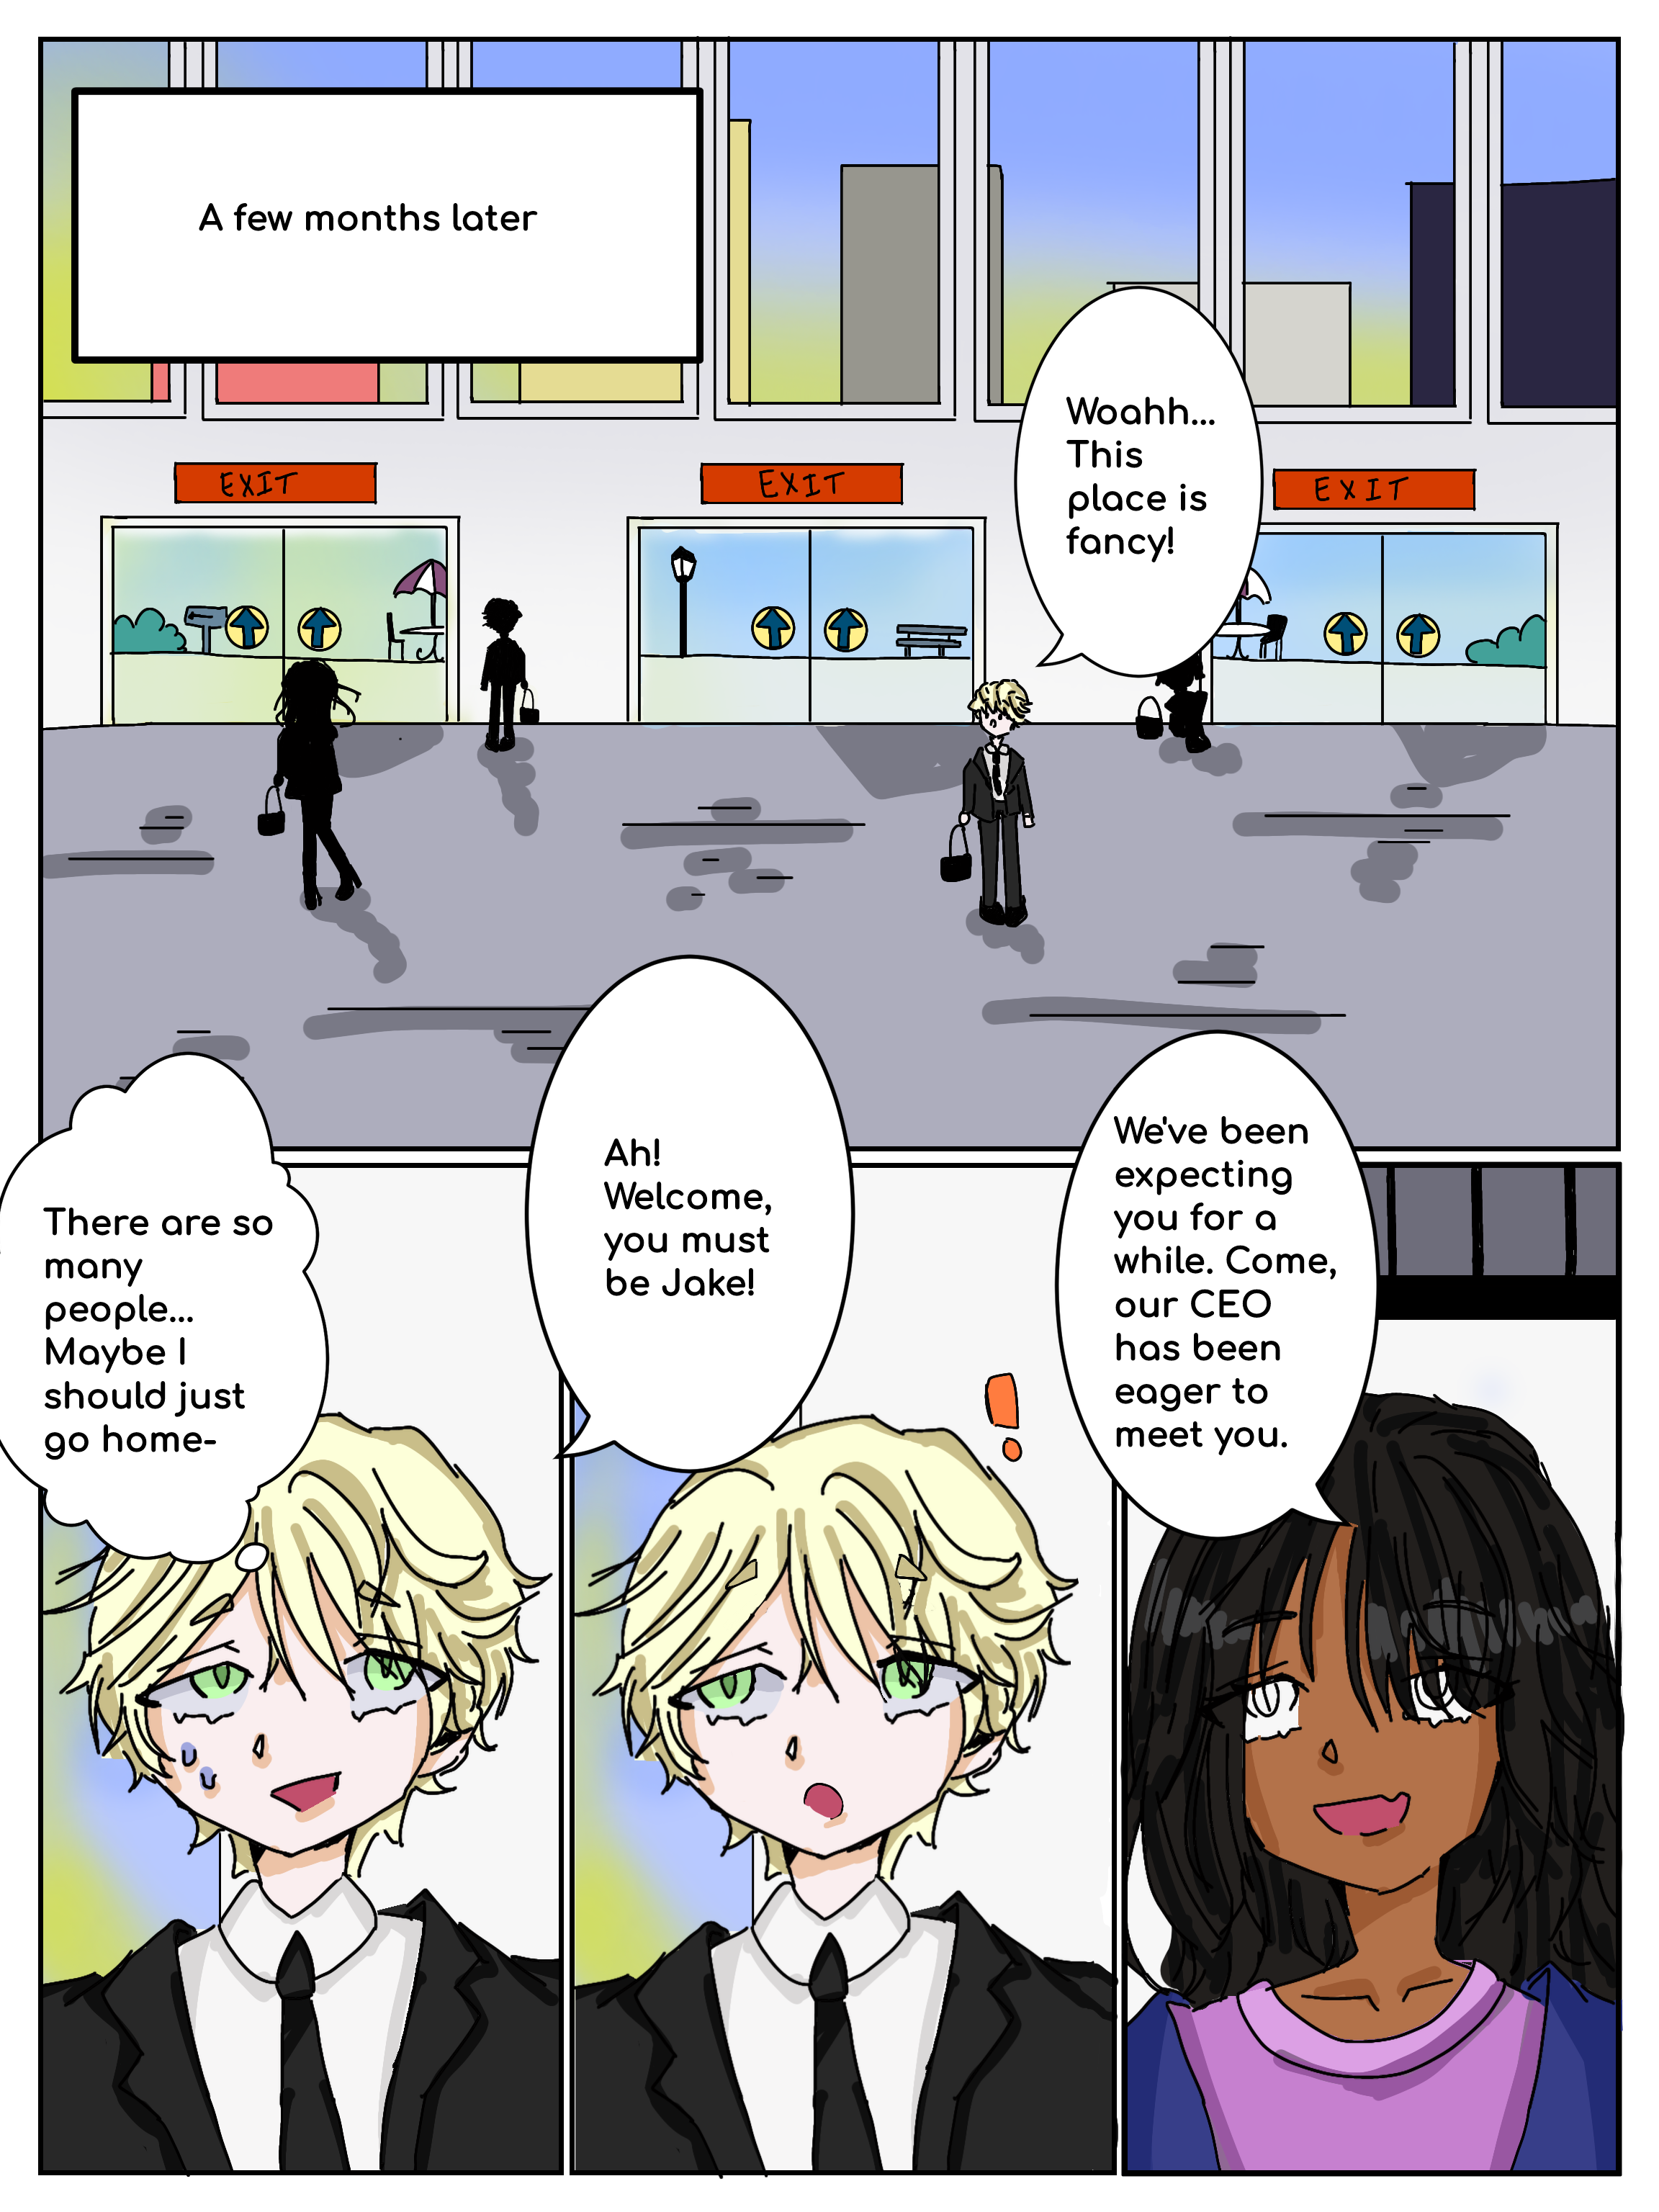 A few months later
Woahh...
This
place is
fancy!
EXIT
EXIT
EXIT
There are so
many
people...
Maybe I
should just
go home-
Ah!
Welcome,
you must
be Jake!
We've been
expecting
you for a
while. Come,
our CEO
has been
eager to
meet you.